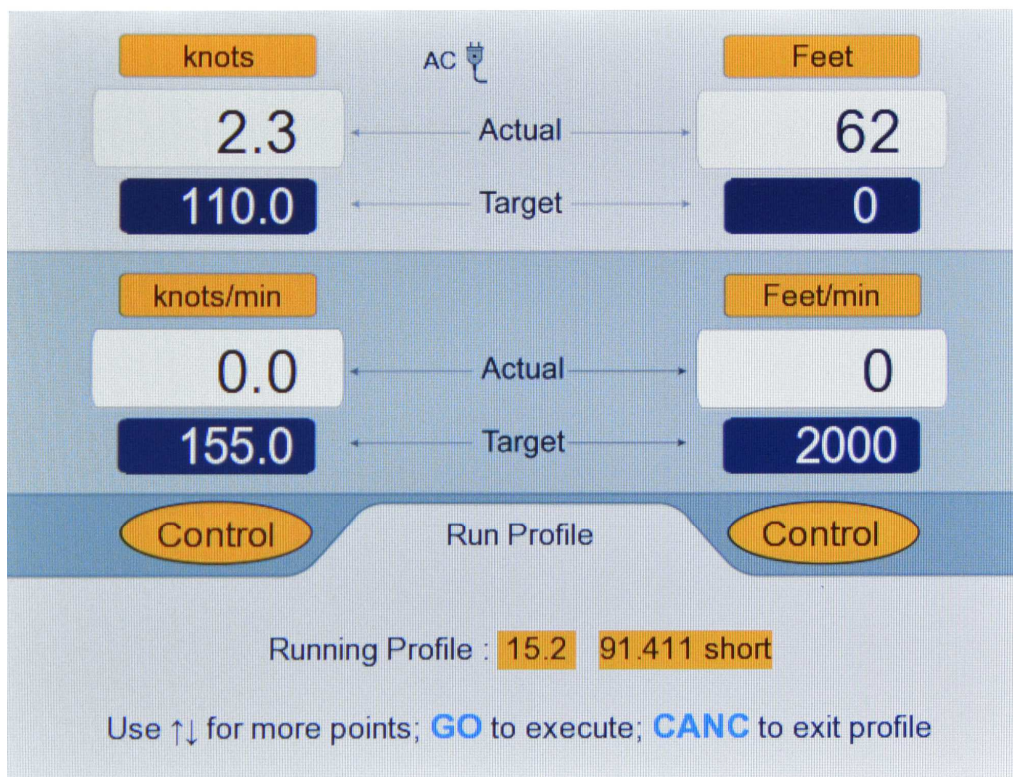 knots AC Feet
2.3 Actual 62
110.0 Target 0
knots/min Feet/min
0.0 Actual 0
155.0 Target 2000
Control Run Profile Control
Running Profile : 15.2 91.411 short
Use ↑↓ for more points; GO to execute; CANC to exit profile